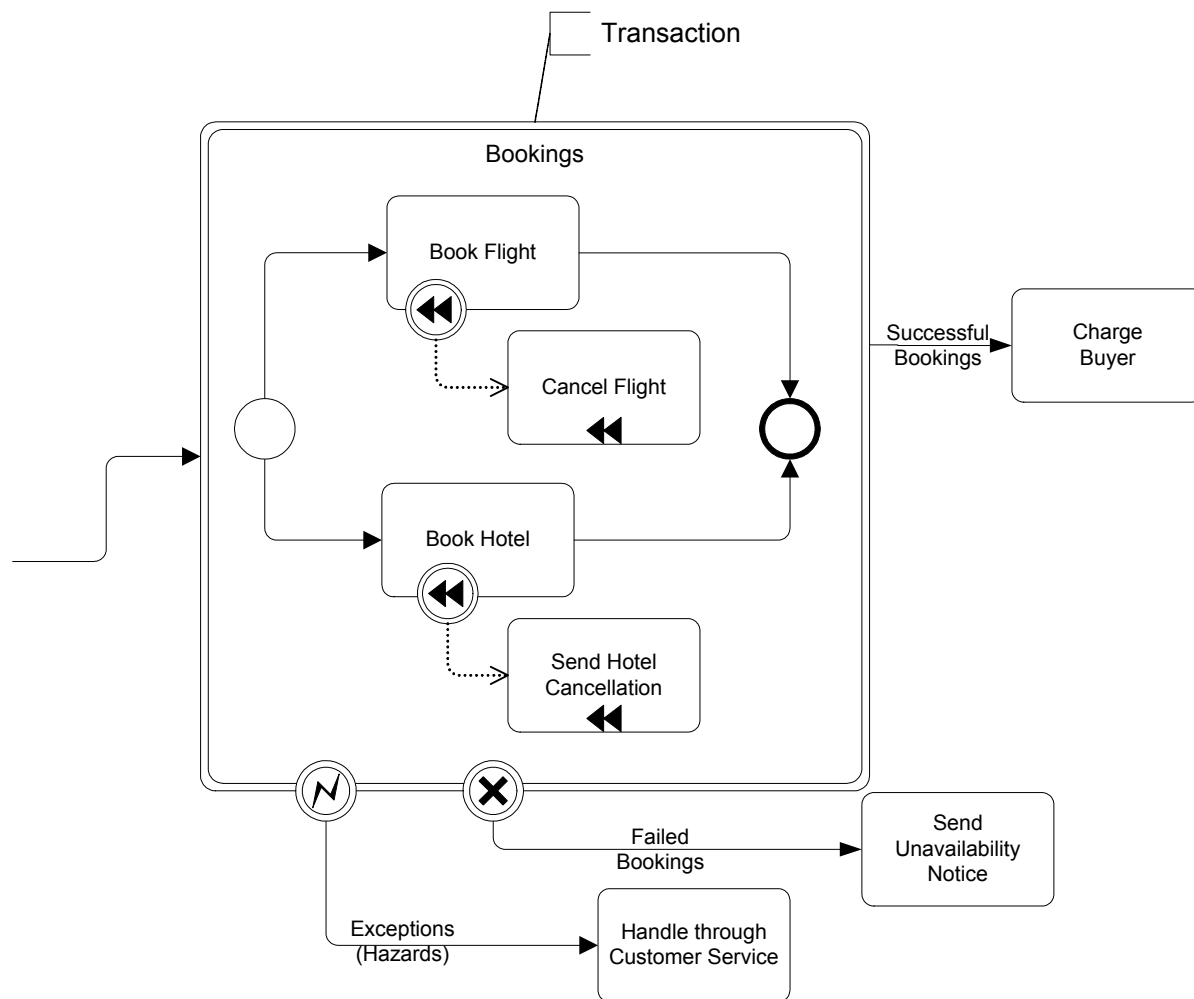 Transaction
Bookings
Book Flight
Cancel Flight
Successful
Bookings
Charge
Buyer
Book Hotel
Send Hotel
Cancellation
Failed
Bookings
Send
Unavailability
Notice
Exceptions
(Hazards)
Handle through
Customer Service